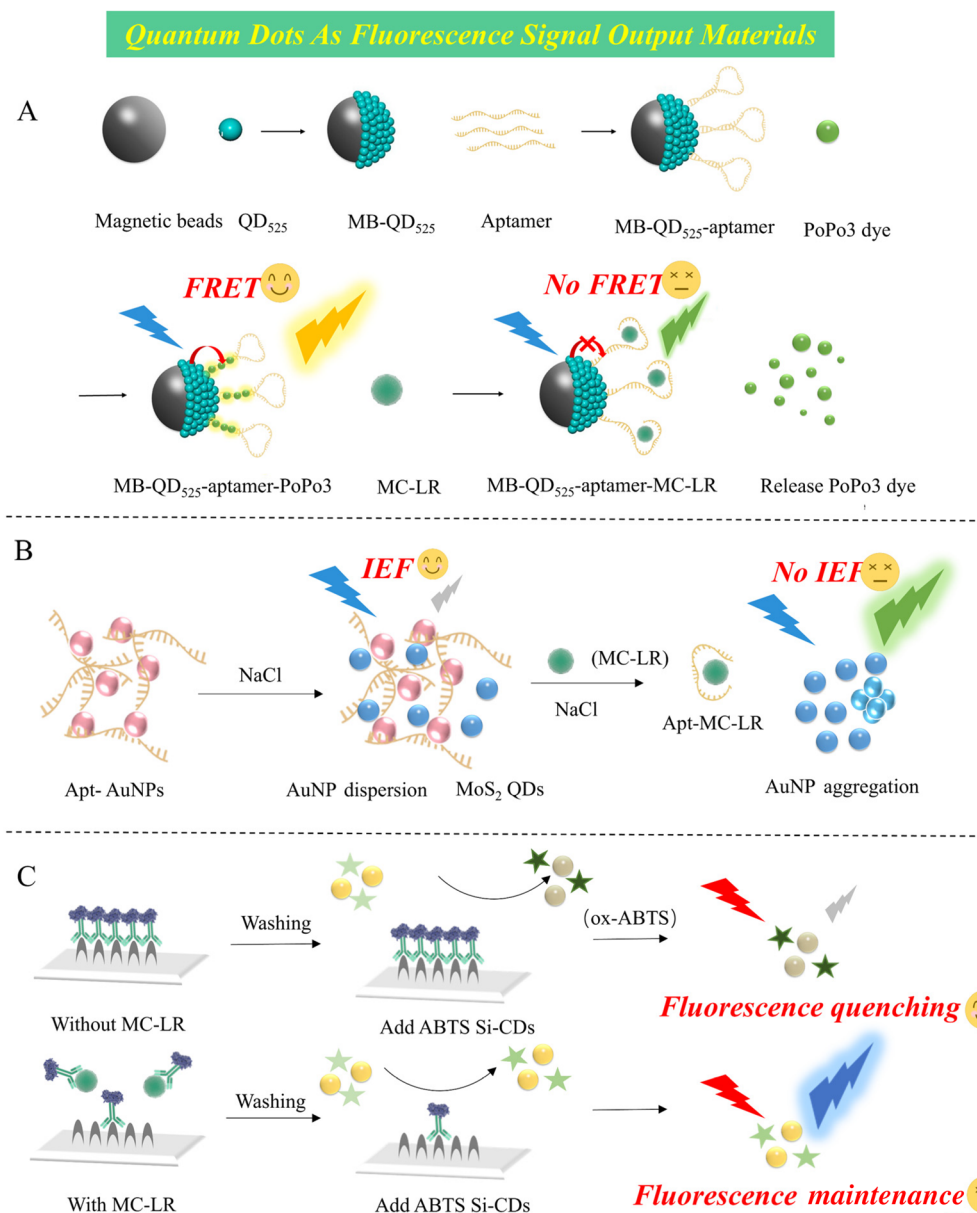 Quantum Dots As Fluorescence Signal Output Materials
A
Magnetic beads QD525 MB-QD525 Aptamer MB-QD525-aptamer PoPo3 dye
FRET No FRET
MB-QD525-aptamer-PoPo3 MC-LR MB-QD525-aptamer-MC-LR Release PoPo3 dye
B
IEF No IEF
NaCl (MC-LR)
NaCl
Apt-MC-LR
Apt- AuNPs AuNP dispersion MoS2 QDs AuNP aggregation
C
Washing (ox-ABTS)
Without MC-LR Add ABTS Si-CDs Fluorescence quenching
Washing
With MC-LR Add ABTS Si-CDs Fluorescence maintenance